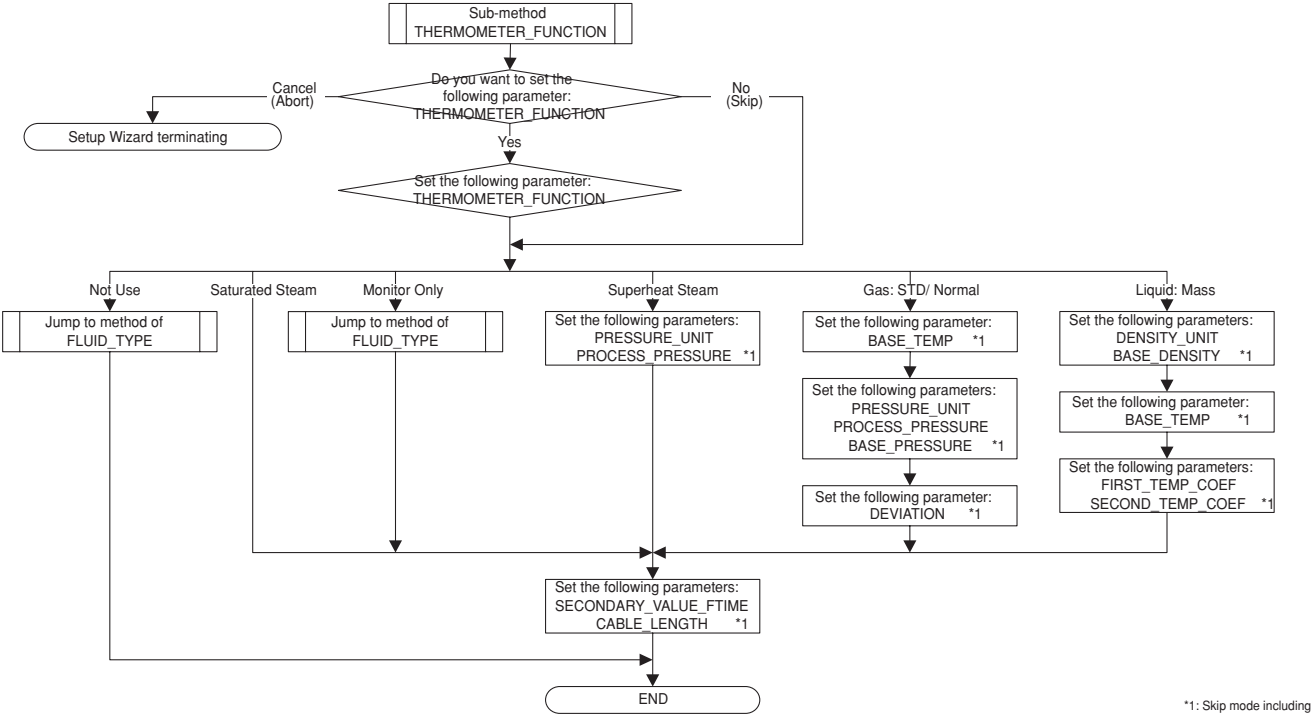 Sub-method
THERMOMETER_FUNCTION
Do you want to set the
following parameter:
THERMOMETER_FUNCTION
Cancel
(Abort)
No
(Skip)
Setup Wizard terminating
Yes
Set the following parameter:
THERMOMETER_FUNCTION
Not Use
Saturated Steam
Monitor Only
Superheat Steam
Gas: STD/ Normal
Liquid: Mass
Jump to method of
FLUID_TYPE
Jump to method of
FLUID_TYPE
Set the following parameters:
PRESSURE_UNIT
PROCESS_PRESSURE *1
Set the following parameter:
BASE_TEMP *1
Set the following parameters:
PRESSURE_UNIT
PROCESS_PRESSURE
BASE_PRESSURE *1
Set the following parameter:
DEVIATION *1
Set the following parameters:
DENSITY_UNIT
BASE_DENSITY *1
Set the following parameter:
BASE_TEMP *1
Set the following parameters:
FIRST_TEMP_COEF
SECOND_TEMP_COEF *1
Set the following parameters:
SECONDARY_VALUE_FTIME
CABLE_LENGTH *1
END
*1: Skip mode including